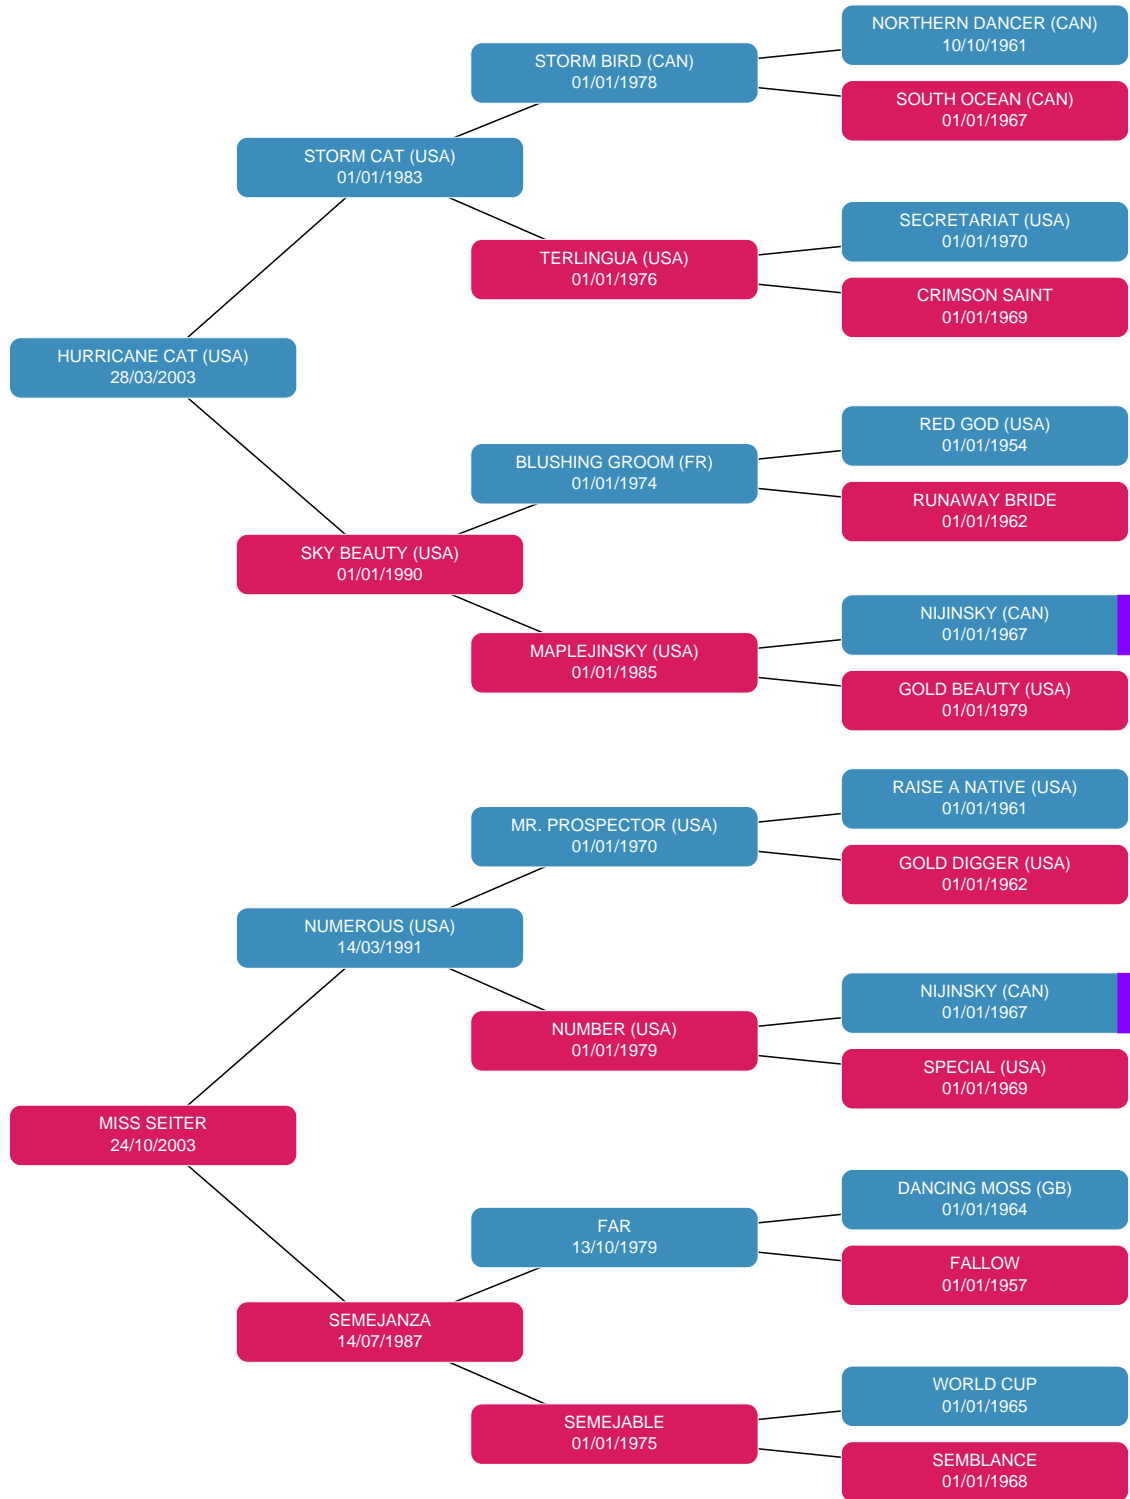 NORTHERN DANCER (CAN)
10/10/1961
STORM BIRD (CAN)
01/01/1978
SOUTH OCEAN (CAN)
01/01/1967
STORM CAT (USA)
01/01/1983
SECRETARIAT (USA)
01/01/1970
TERLINGUA (USA)
01/01/1976
CRIMSON SAINT
01/01/1969
HURRICANE CAT (USA)
28/03/2003
RED GOD (USA)
01/01/1954
BLUSHING GROOM (FR)
01/01/1974
RUNAWAY BRIDE
01/01/1962
SKY BEAUTY (USA)
01/01/1990
NIJINSKY (CAN)
01/01/1967
MAPLEJINSKY (USA)
01/01/1985
GOLD BEAUTY (USA)
01/01/1979
RAISE A NATIVE (USA)
01/01/1961
MR. PROSPECTOR (USA)
01/01/1970
GOLD DIGGER (USA)
01/01/1962
NUMEROUS (USA)
14/03/1991
NIJINSKY (CAN)
01/01/1967
NUMBER (USA)
01/01/1979
SPECIAL (USA)
01/01/1969
MISS SEITER
24/10/2003
DANCING MOSS (GB)
01/01/1964
FAR
13/10/1979
FALLOW
01/01/1957
SEMEJANZA
14/07/1987
WORLD CUP
01/01/1965
SEMEJABLE
01/01/1975
SEMBLANCE
01/01/1968